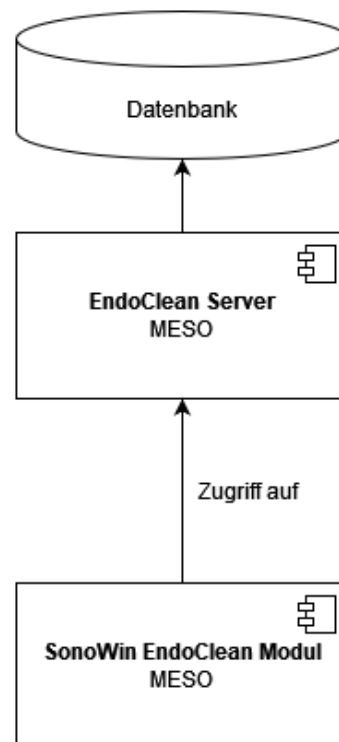 Datenbank
EndoClean Server
MESO
Zugriff auf
SonoWin EndoClean Modul
MESO